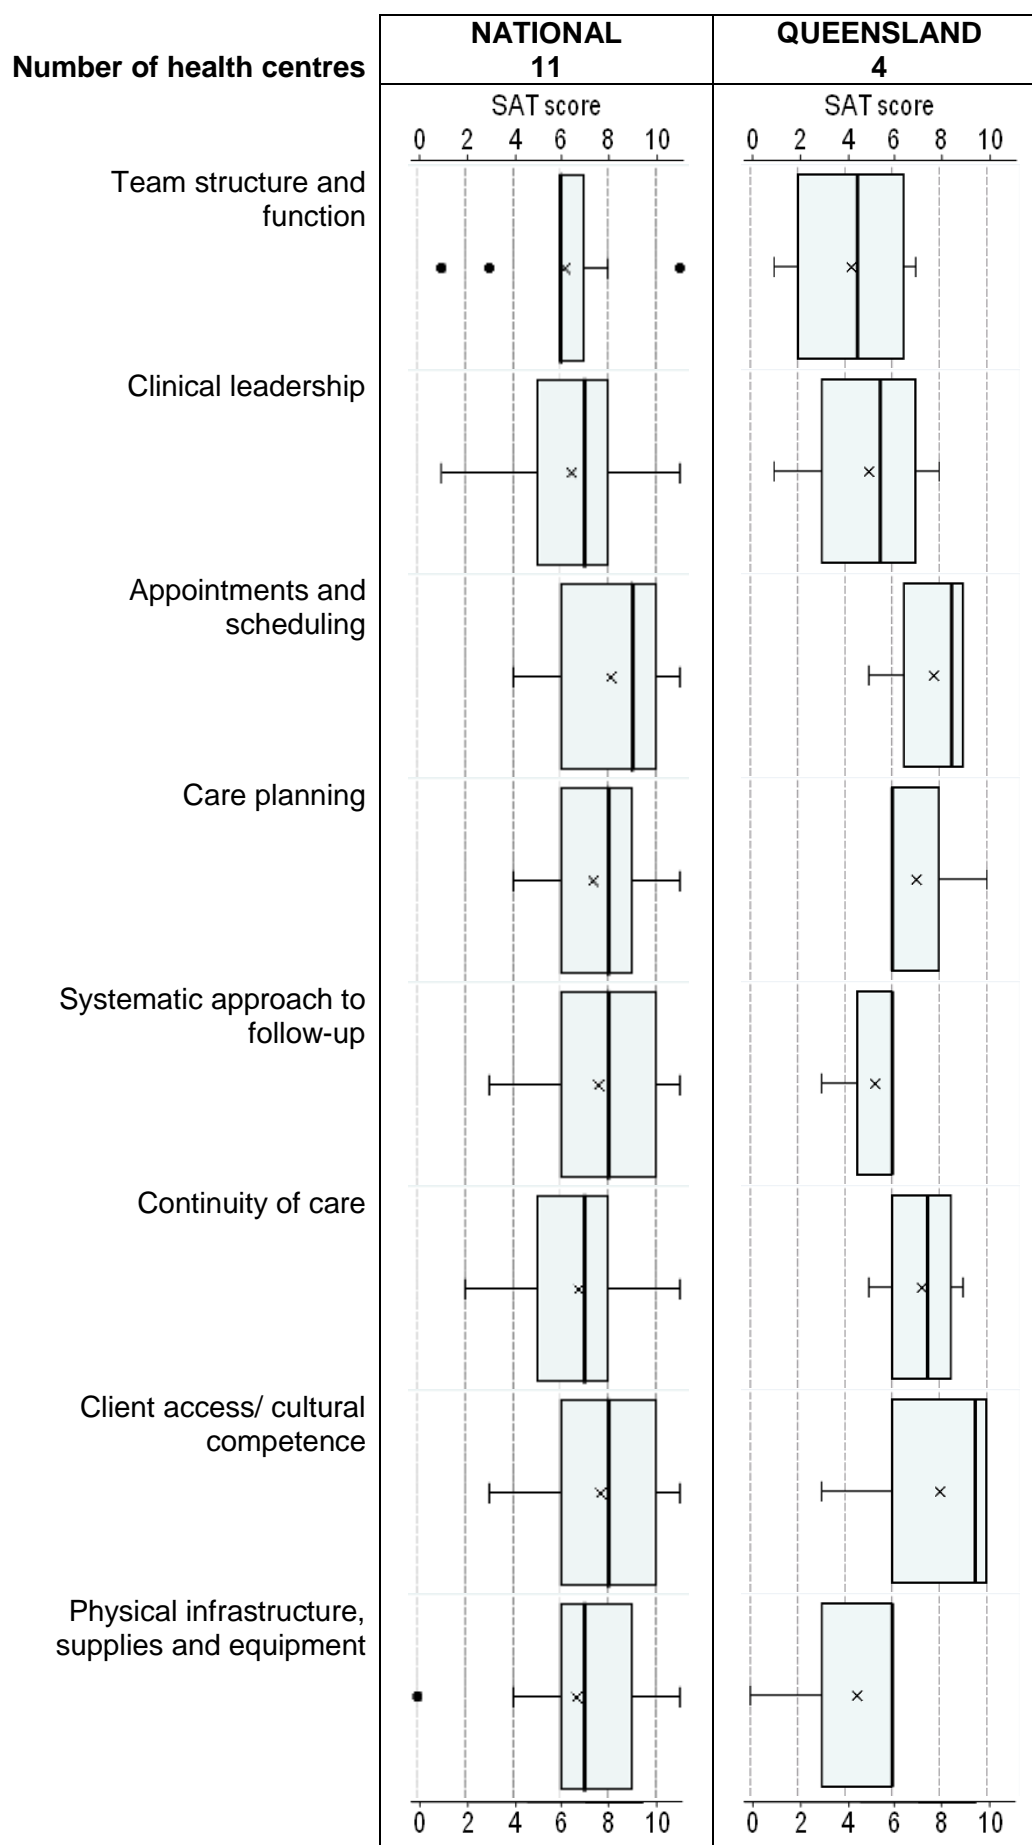 NATIONAL QUEENSLAND
Number of health centres 11 4
SAT score SAT score
0 2 4 6 8 10 0 2 4 6 8 10
Team structure and
function
Clinical leadership
Appointments and
scheduling
Care planning
Systematic approach to
follow-up
Continuity of care
Client access/ cultural
competence
Physical infrastructure,
supplies and equipment
0 2 4 6 8 10 0 2 4 6 8 10